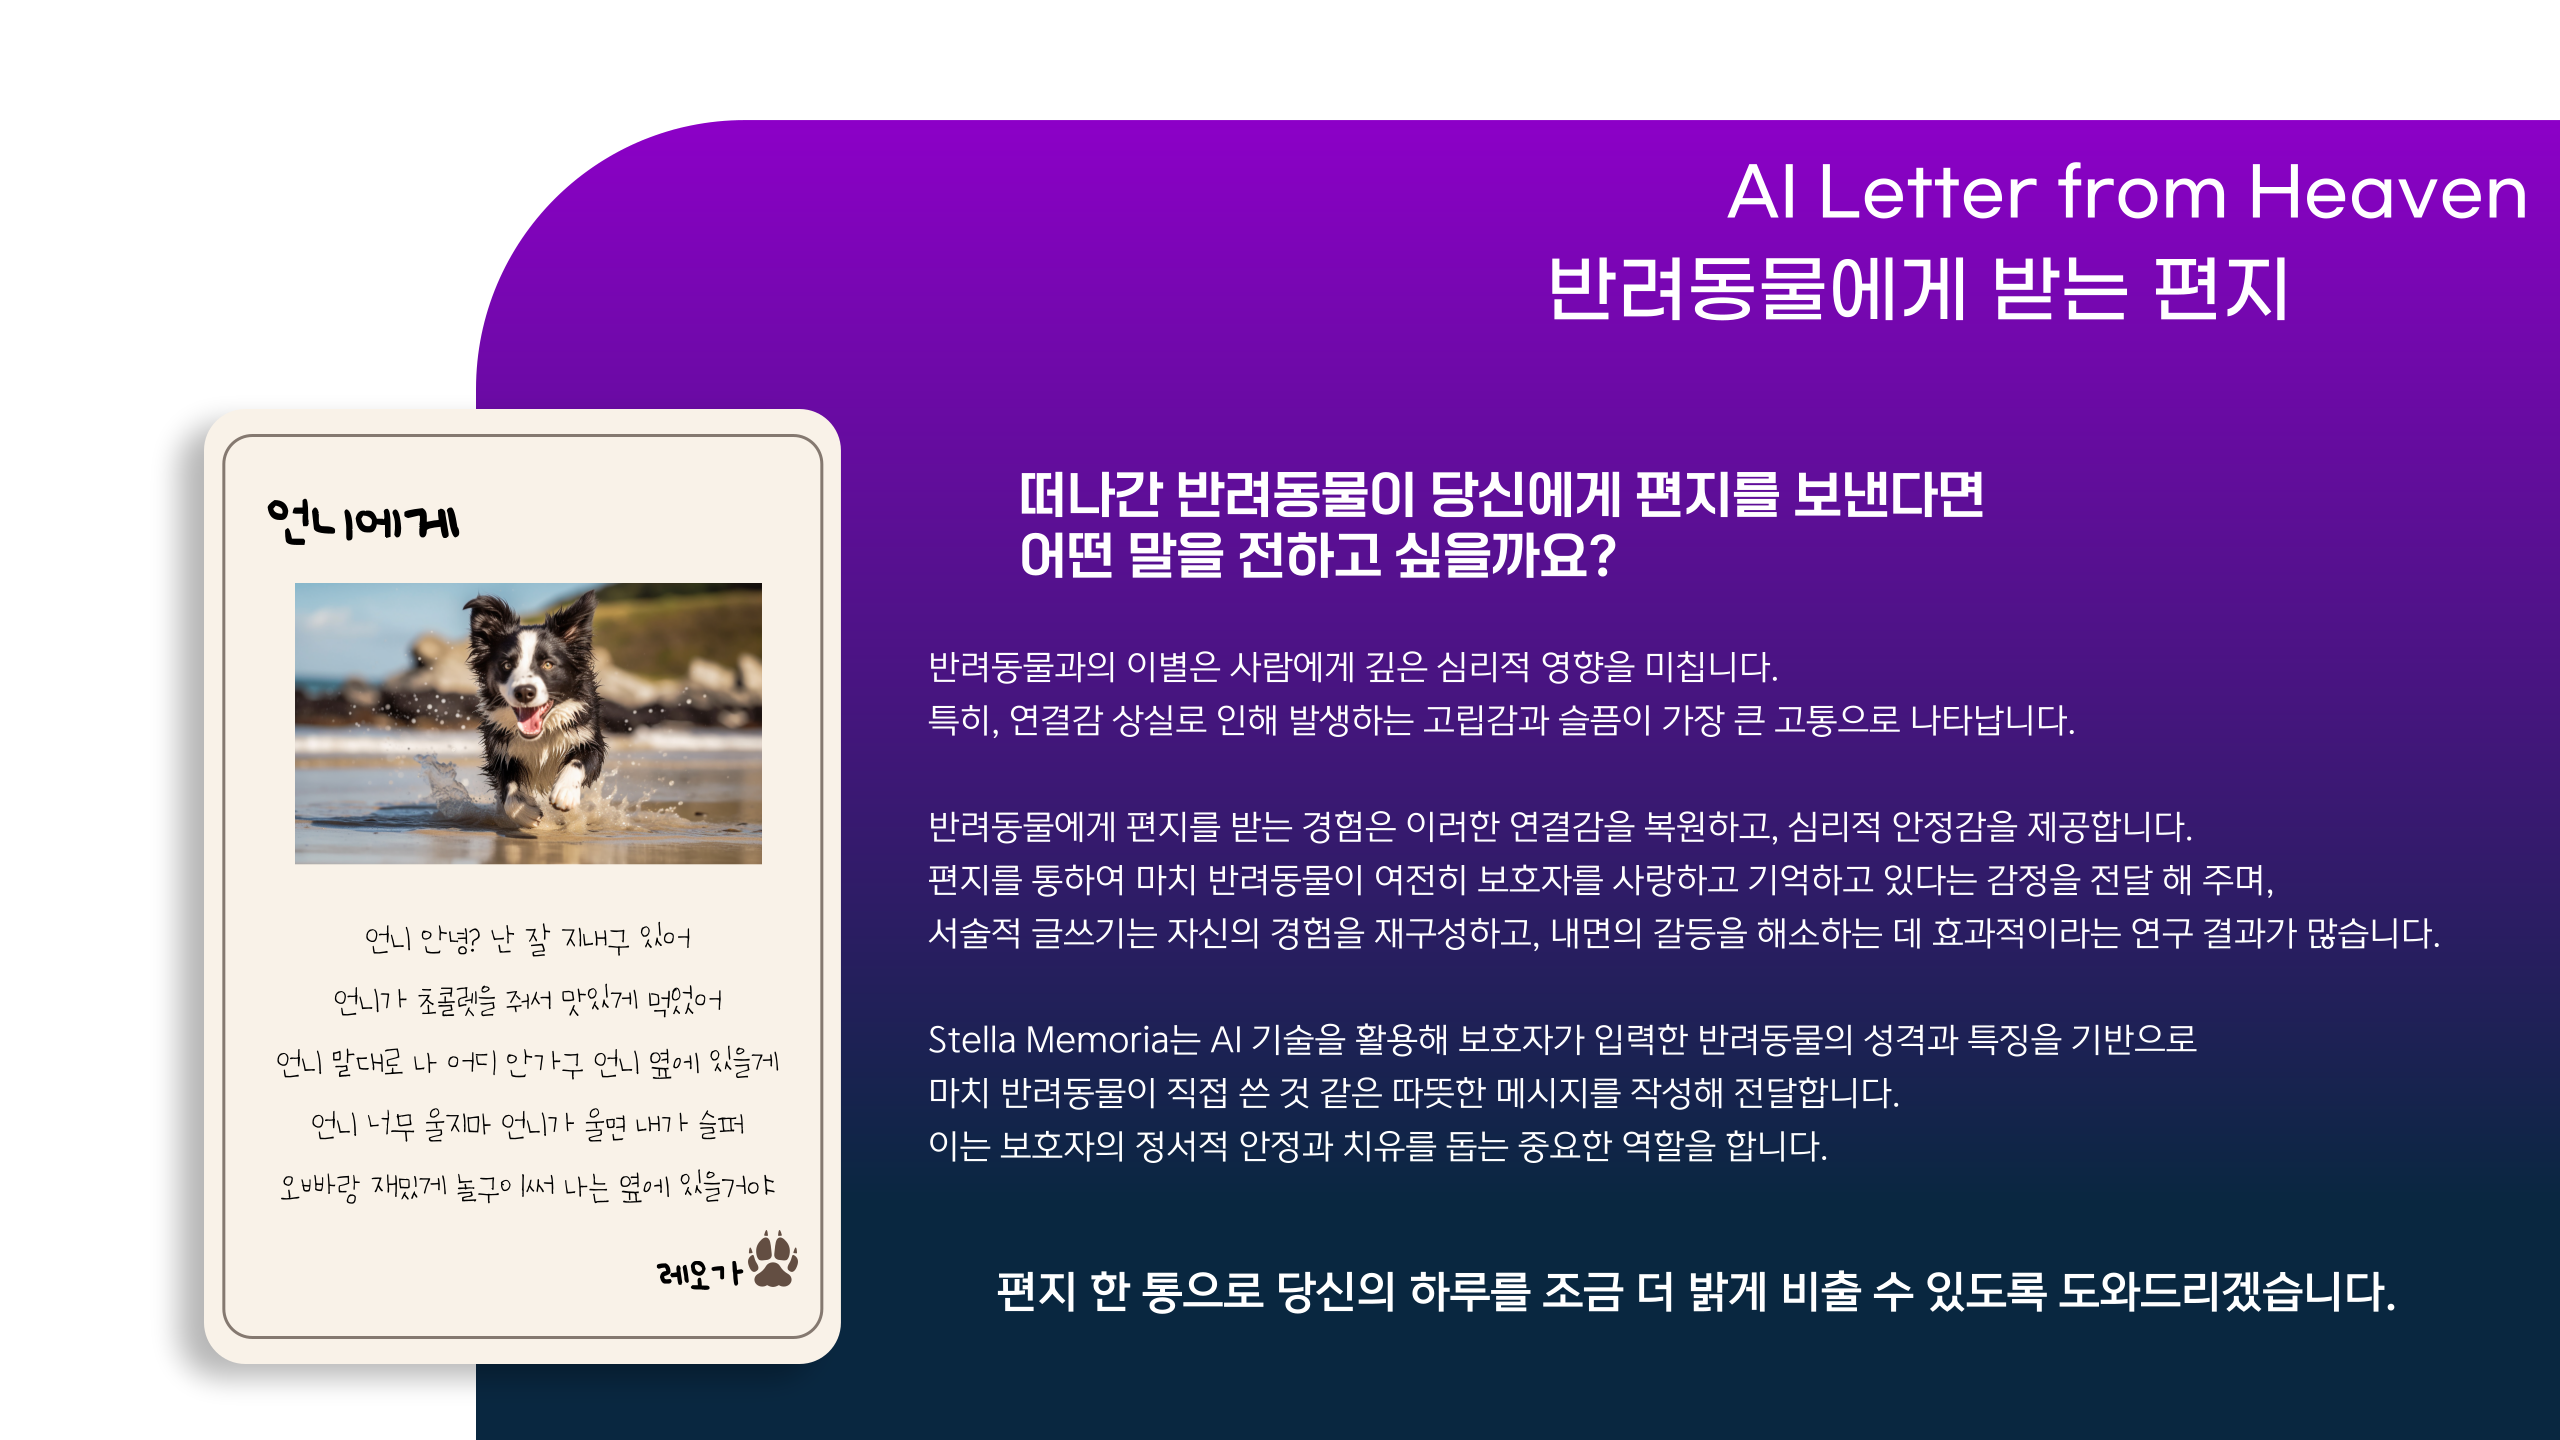 AI Letter from Heaven
반려동물에게 받는 편지
언니에게
언니 안녕? 난 잘 지내구 있어
언니가 초콜렛을 줘서 맛있게 먹었어
언니 말대로 나 어디 안가구 언니 옆에 있을게
언니 너무 울지마 언니가 울면 내가 슬퍼
오빠랑 재밌게 놀구이써 나는 옆에 있을거야
레오가
떠나간 반려동물이 당신에게 편지를 보낸다면
어떤 말을 전하고 싶을까요?
반려동물과의 이별은 사람에게 깊은 심리적 영향을 미칩니다.
특히, 연결감 상실로 인해 발생하는 고립감과 슬픔이 가장 큰 고통으로 나타납니다.
반려동물에게 편지를 받는 경험은 이러한 연결감을 복원하고, 심리적 안정감을 제공합니다.
편지를 통하여 마치 반려동물이 여전히 보호자를 사랑하고 기억하고 있다는 감정을 전달 해 주며,
서술적 글쓰기는 자신의 경험을 재구성하고, 내면의 갈등을 해소하는 데 효과적이라는 연구 결과가 많습니다.
Stella Memoria는 AI 기술을 활용해 보호자가 입력한 반려동물의 성격과 특징을 기반으로
마치 반려동물이 직접 쓴 것 같은 따뜻한 메시지를 작성해 전달합니다.
이는 보호자의 정서적 안정과 치유를 돕는 중요한 역할을 합니다.
편지 한 통으로 당신의 하루를 조금 더 밝게 비출 수 있도록 도와드리겠습니다.